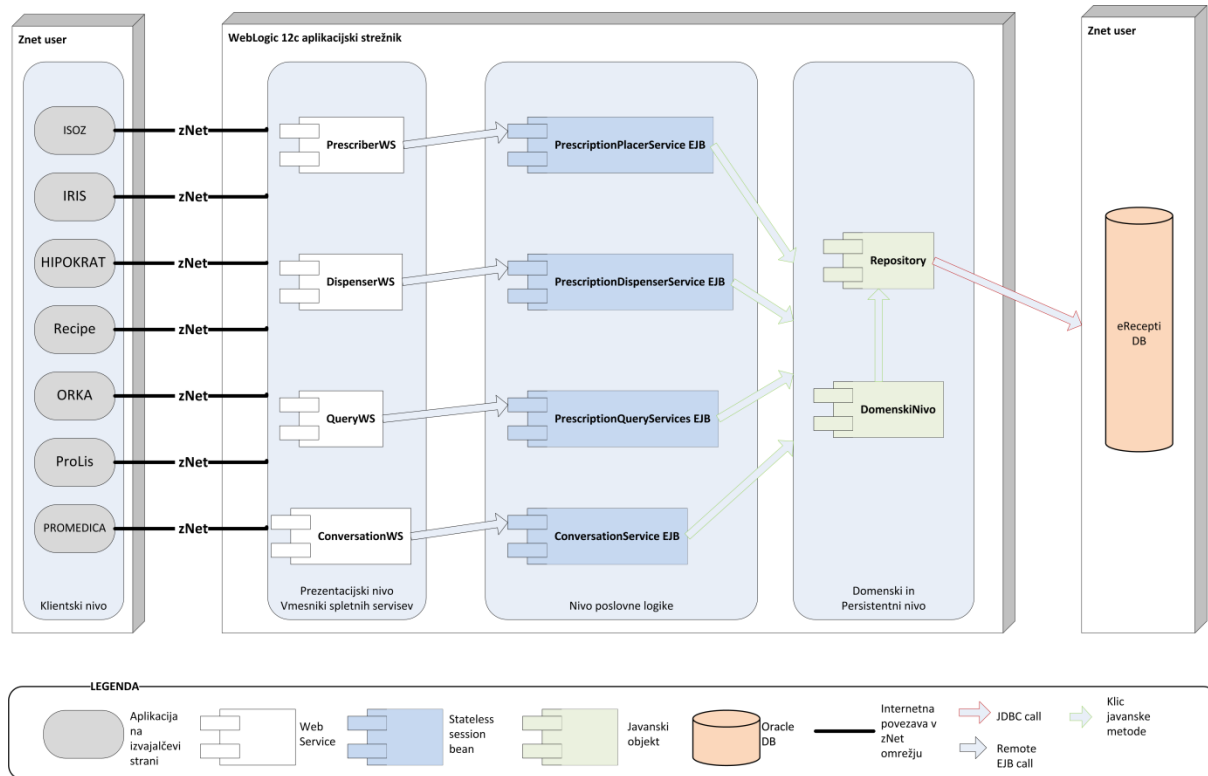 Znet user
WebLogic 12c aplikacijski strežnik
Znet user
ISOZ
IRIS
HIPOKRAT
Recipe
ORKA
ProLis
PROMEDICA
Klientski nivo
zNet
zNet
zNet
zNet
zNet
zNet
zNet
PrescriberWS
DispenserWS
QueryWS
ConversationWS
Prezentacijski nivo
Vmesniki spletnih servisev
PrescriptionPlacerService EJB
PrescriptionDispenserService EJB
PrescriptionQueryServices EJB
ConversationService EJB
Nivo poslovne logike
Repository
DomenskiNivo
Domenski in
Persistentni nivo
eRecepti
DB
LEGENDA
Aplikacija
na
izvajalčevi
strani
Web
Service
Stateless
session
bean
Javanski
objekt
Oracle
DB
Internetna
povezava v
zNet
omrežju
JDBC call
Remote
EJB call
Klic
javanske
metode